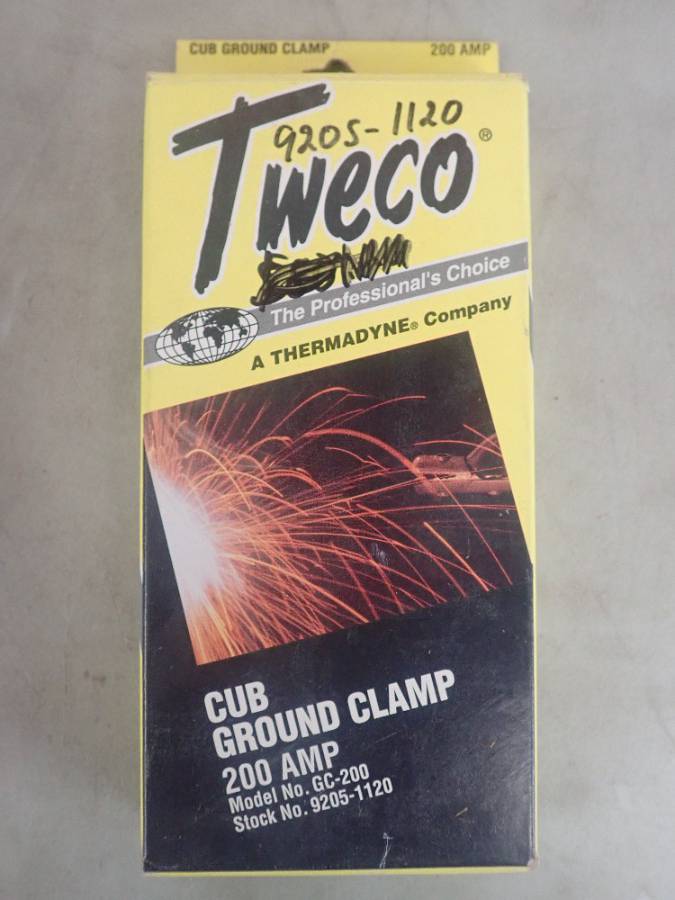 CUB GROUND CLAMP 200 AMP
9205-1120
Tweco®
The Professional's Choice
A THERMADYNE® Company
CUB
GROUND CLAMP
200 AMP
Model No. GC-200
Stock No. 9205-1120